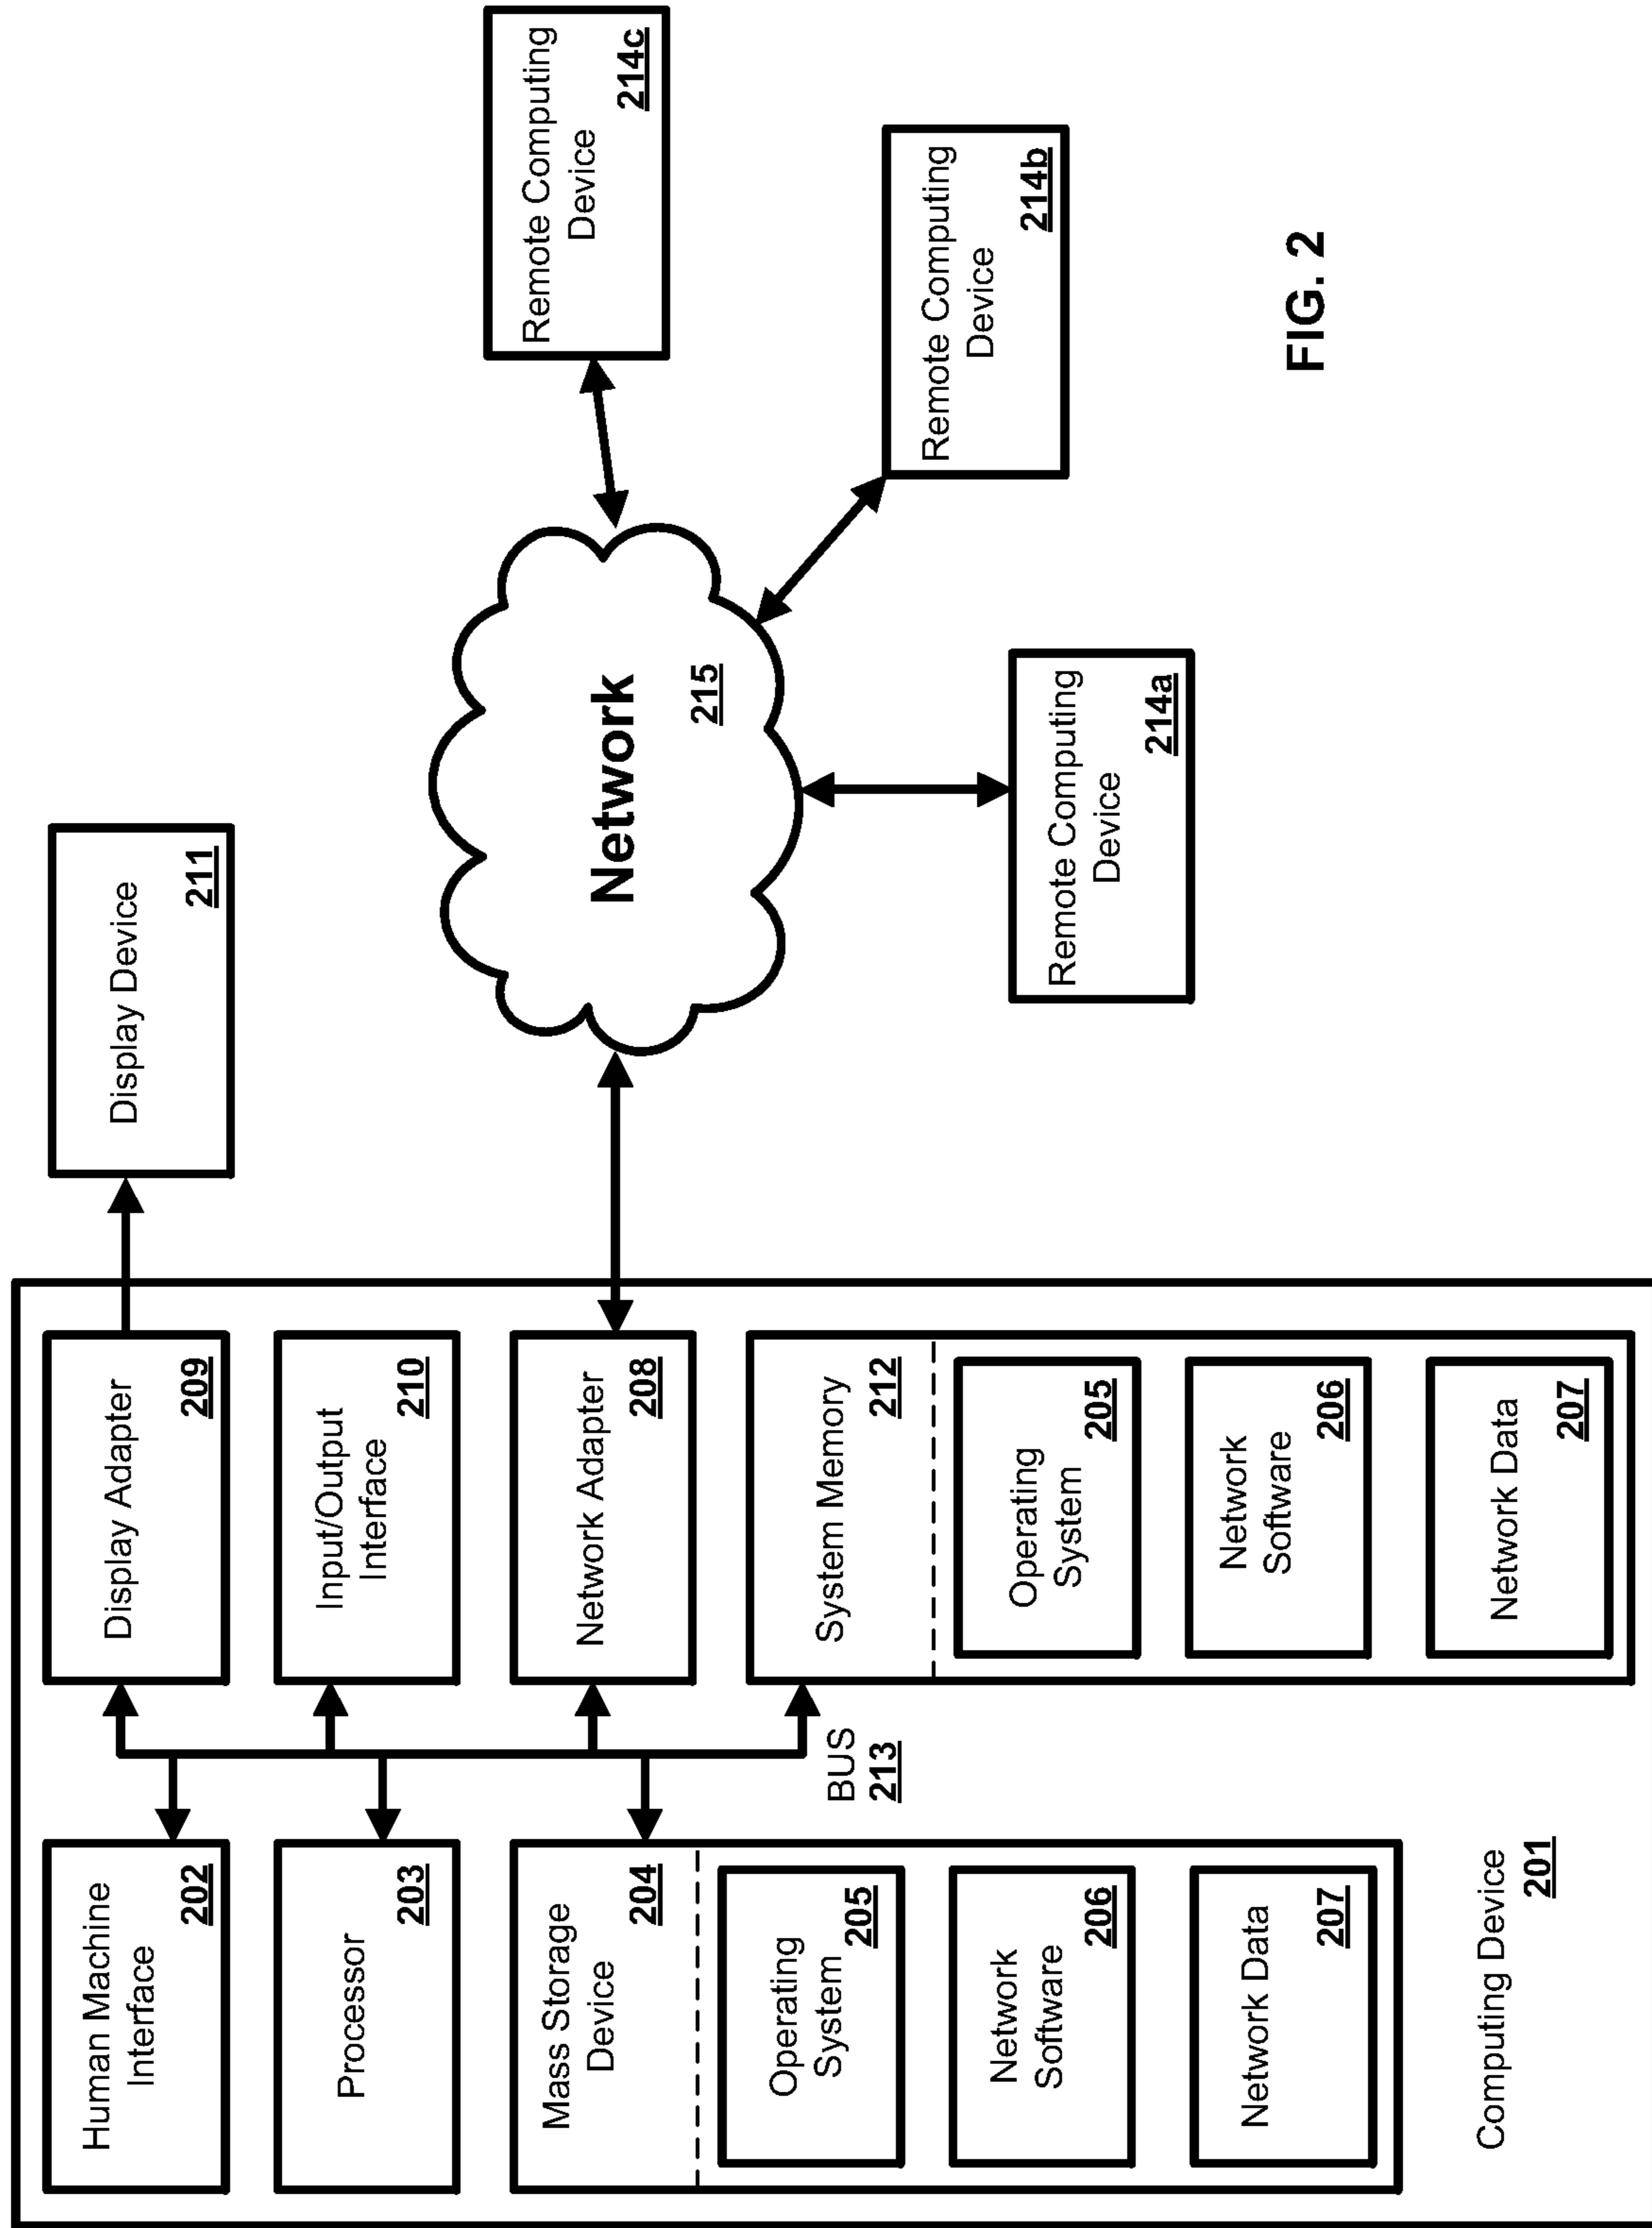 Human Machine
Interface
202
Processor
203
Mass Storage
Device
204
Operating
System
205
Network
Software
206
Network Data
207
Computing Device
201
BUS
213
Display Adapter
209
Input/Output
Interface
210
Network Adapter
208
System Memory
212
Operating
System
205
Network
Software
206
Network Data
207
Display Device
211
Network
215
Remote Computing
Device
214a
Remote Computing
Device
214b
Remote Computing
Device
214c
FIG. 2